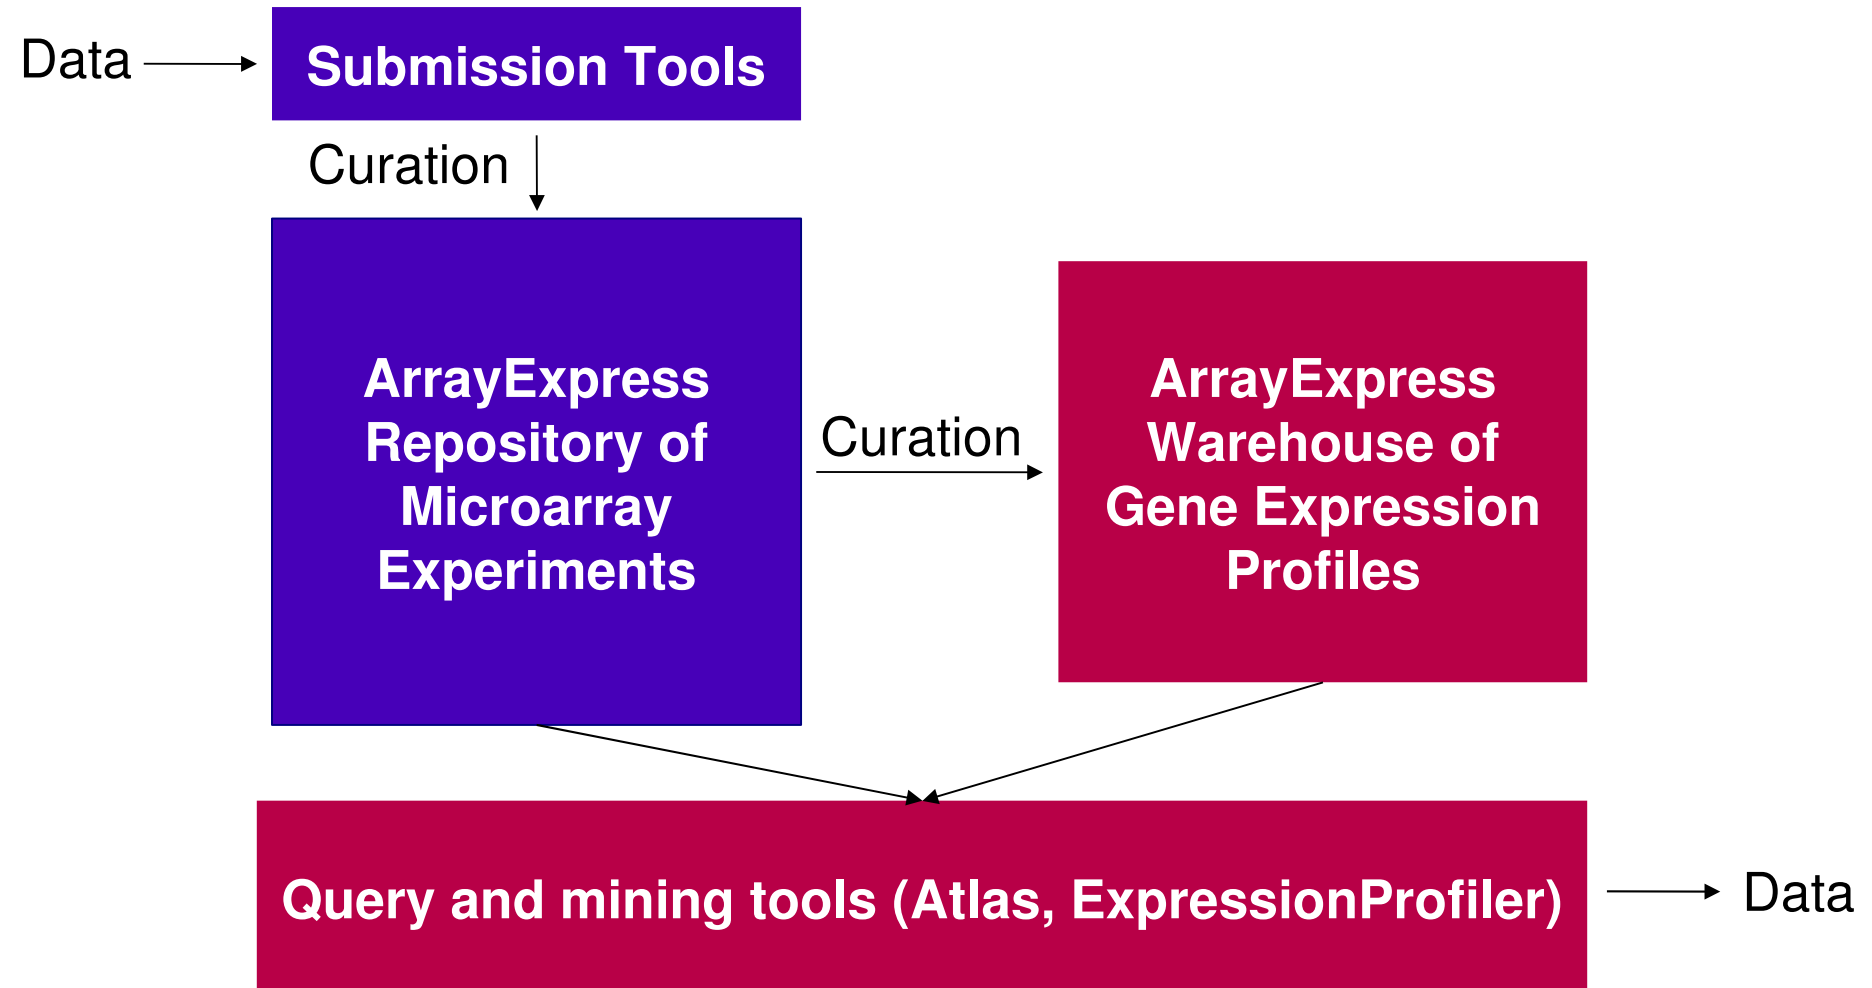 Data
Submission Tools
Curation
ArrayExpress
Repository of
Microarray
Experiments
Curation
ArrayExpress
Warehouse of
Gene Expression
Profiles
Query and mining tools (Atlas, ExpressionProfiler)
Data